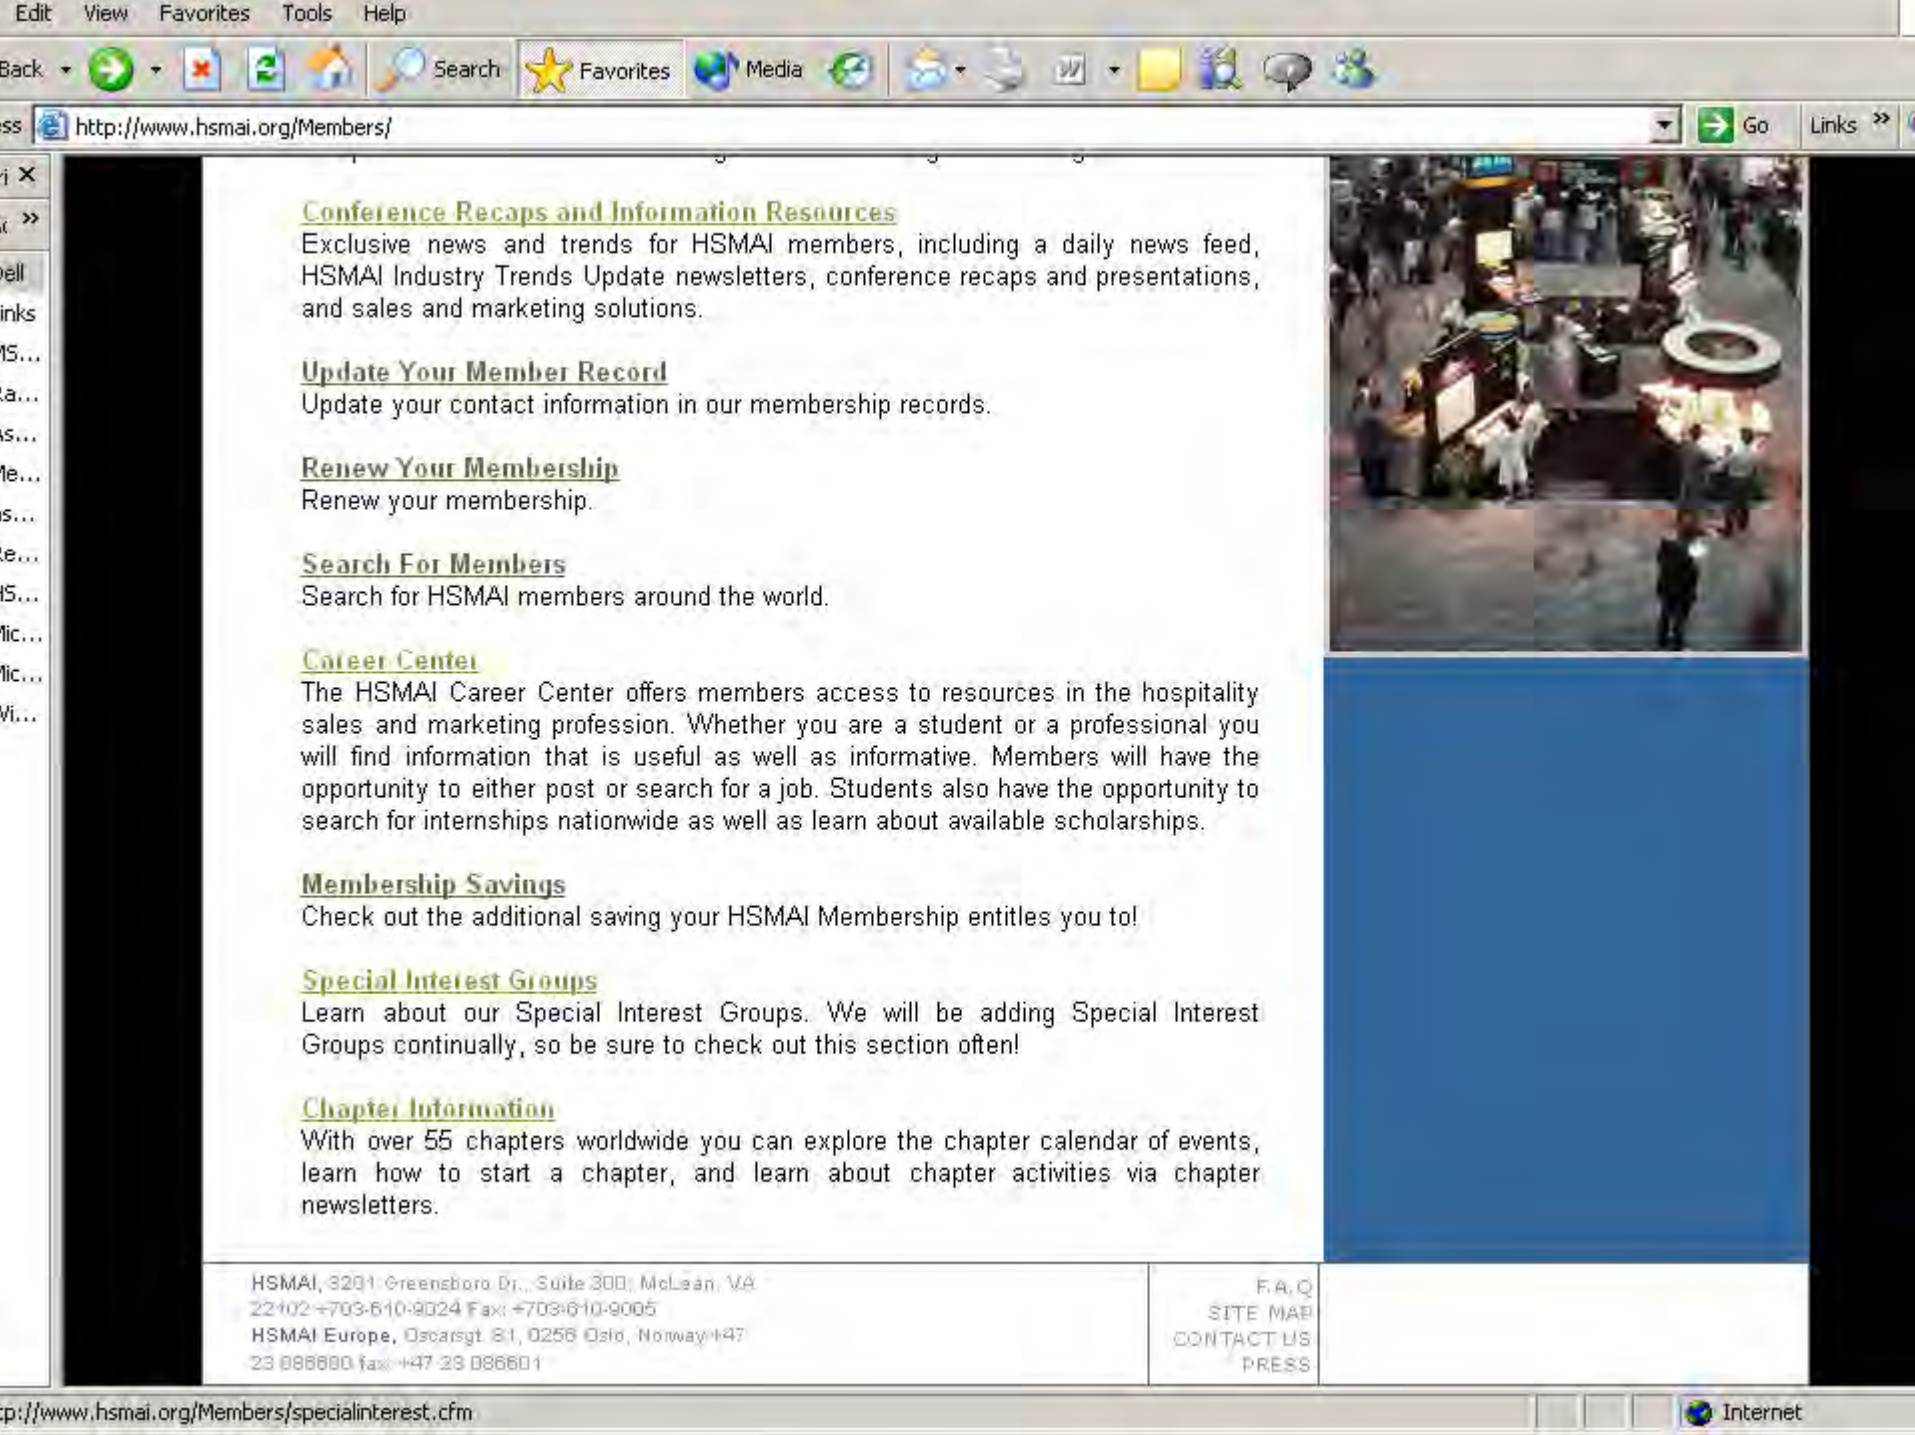 Edit View Favorites Tools Help
Back Search Favorites Media
ess http://www.hsmai.org/Members/ Go Links »
Conference Recaps and Information Resources
Exclusive news and trends for HSMAI members, including a daily news feed,
HSMAI Industry Trends Update newsletters, conference recaps and presentations,
and sales and marketing solutions.
Update Your Member Record
Update your contact information in our membership records.
Renew Your Membership
Renew your membership.
Search For Members
Search for HSMAI members around the world.
Career Center
The HSMAI Career Center offers members access to resources in the hospitality
sales and marketing profession. Whether you are a student or a professional you
will find information that is useful as well as informative. Members will have the
opportunity to either post or search for a job. Students also have the opportunity to
search for internships nationwide as well as learn about available scholarships.
Membership Savings
Check out the additional saving your HSMAI Membership entitles you to!
Special Interest Groups
Learn about our Special Interest Groups. We will be adding Special Interest
Groups continually, so be sure to check out this section often!
Chapter Information
With over 55 chapters worldwide you can explore the chapter calendar of events,
learn how to start a chapter, and learn about chapter activities via chapter
newsletters.
HSMAI, 3201 Greensboro Dr., Suite 300, McLean, VA
22102 +703-610-9024 Fax: +703-610-9005
HSMAI Europe, Oscarsgt. 81, 0256 Oslo, Norway +47
23 086680 fax: +47 23 086601
F.A.Q
SITE MAP
CONTACT US
PRESS
tp://www.hsmai.org/Members/specialinterest.cfm Internet